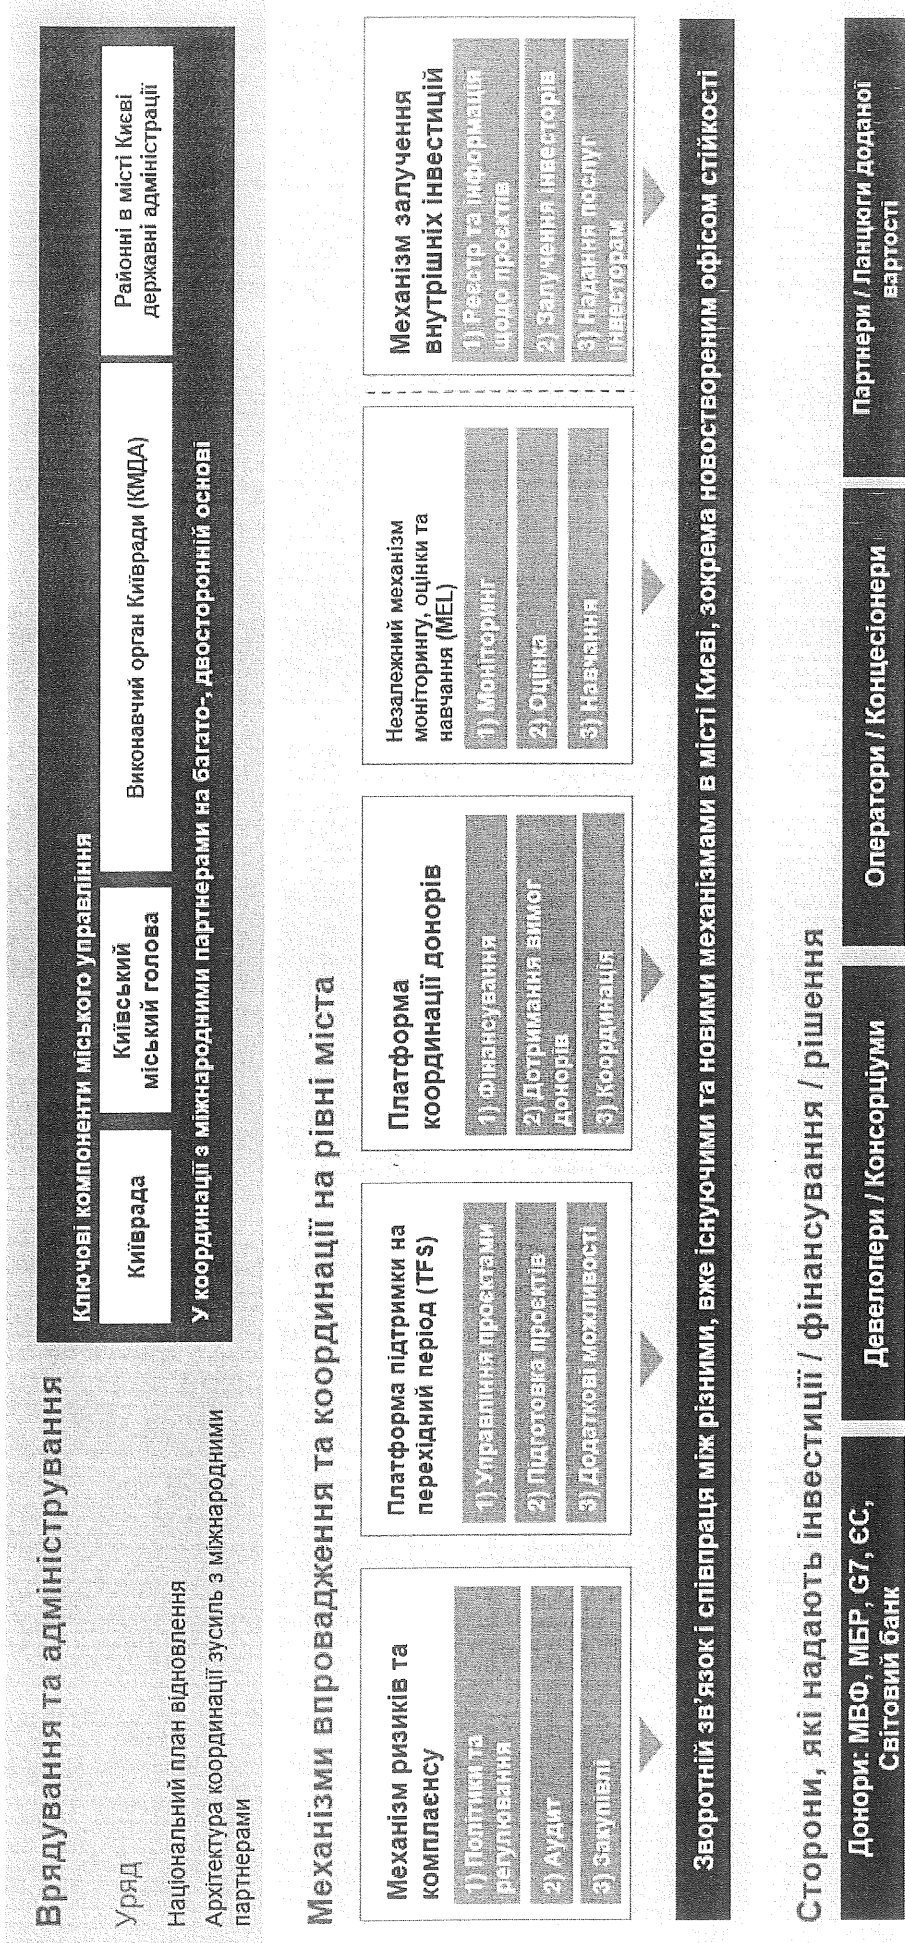 Врядування та адміністрування
Уряд
Національний план відновлення
Архітектура координації зусиль з міжнародними
партнерами
Ключові компоненти міського управління
Київрада
Київський
міський голова
Виконавчий орган Київради (КМДА)
Районні в місті Києві
державні адміністрації
У координації з міжнародними партнерами на багато-, двосторонній основі
Механізми впровадження та координації на рівні міста
Механізм ризиків та
комплаєнсу
1) Політики та
регулювання
2) Аудит
3) Закупівлі
Платформа підтримки на
перехідний період (TFS)
1) Управління проєктами
2) Підготовка проєктів
3) Додаткові можливості
Платформа
координації донорів
1) Фінансування
2) Дотримання вимог
донорів
3) Координація
Незалежний механізм
моніторингу, оцінки та
навчання (MEL)
1) Моніторинг
2) Оцінка
3) Навчання
Механізм залучення
внутрішніх інвестицій
1) Реєстр та інформація
щодо проєктів
2) Залучення інвесторів
3) Надання послуг
інвесторам
Зворотній зв'язок і співпраця між різними, вже існуючими та новими механізмами в місті Києві, зокрема новоствореним офісом стійкості
Сторони, які надають інвестиції / фінансування / рішення
Донори: МВФ, МБР, G7, ЄС,
Світовий банк
Девелопери / Консорціуми
Оператори / Концесіонери
Партнери / Ланцюги доданої
вартості